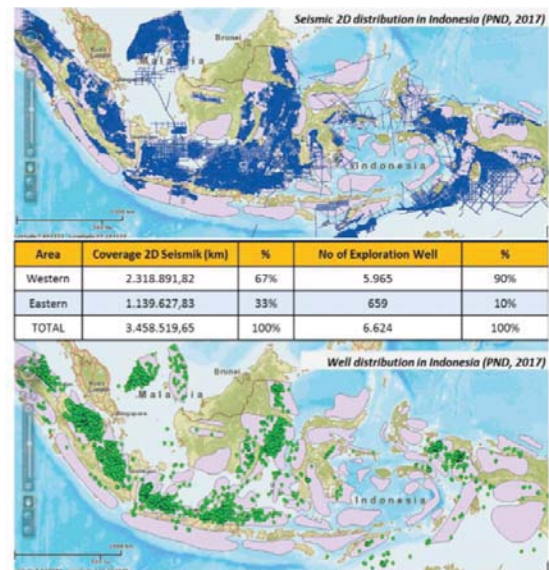 Seismic 2D distribution in Indonesia (PND, 2017)
Brunei
Malaysia
Indonesia
Area Coverage 2D Seismik (km) % No of Exploration Well %
Western 2.318.891,82 67% 5.965 90%
Eastern 1.139.627,83 33% 659 10%
TOTAL 3.458.519,65 100% 6.624 100%
Well distribution in Indonesia (PND, 2017)
Brunei
Malaysia
Singapore
Indonesia